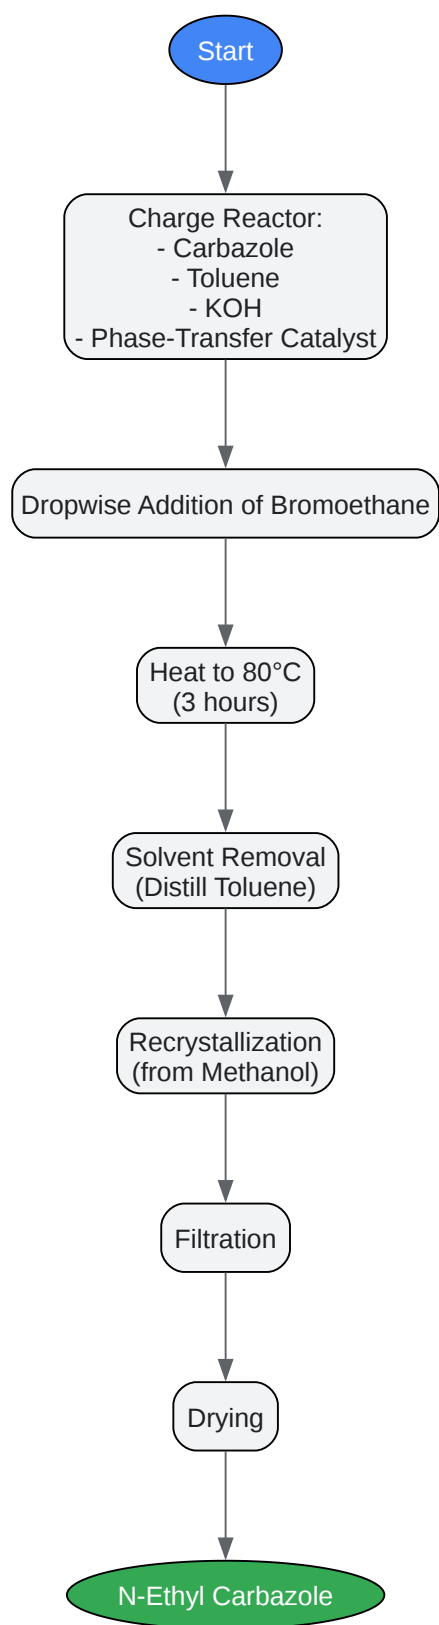 Start
Charge Reactor:
- Carbazole
- Toluene
- KOH
- Phase-Transfer Catalyst
Dropwise Addition of Bromoethane
Heat to 80°C
(3 hours)
Solvent Removal
(Distill Toluene)
Recrystallization
(from Methanol)
Filtration
Drying
N-Ethyl Carbazole